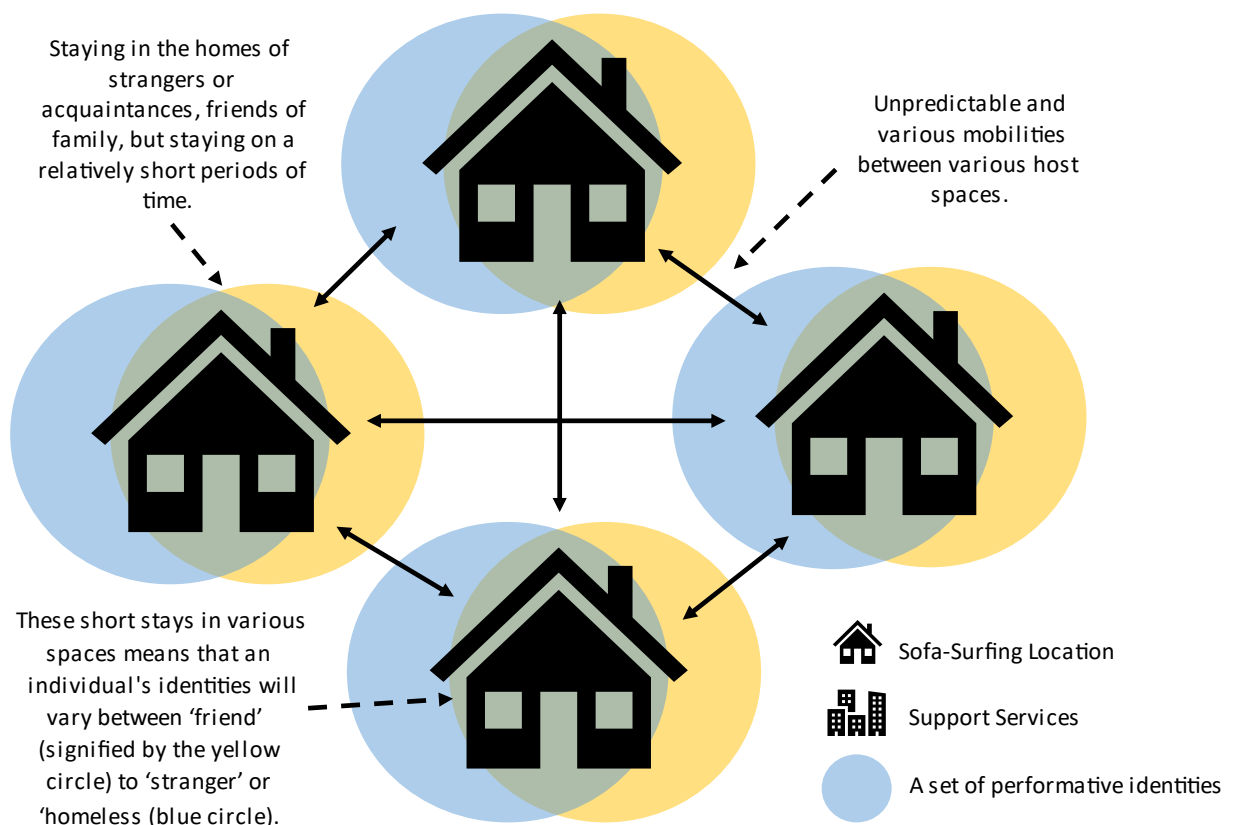 Staying in the homes of
strangers or
acquaintances, friends of
family, but staying on a
relatively short periods of
time.
Unpredictable and
various mobilities
between various host
spaces.
These short stays in various
spaces means that an
individual's identities will
vary between ‘friend’
(signified by the yellow
circle) to ‘stranger’ or
‘homeless (blue circle).
Sofa-Surfing Location
Support Services
A set of performative identities